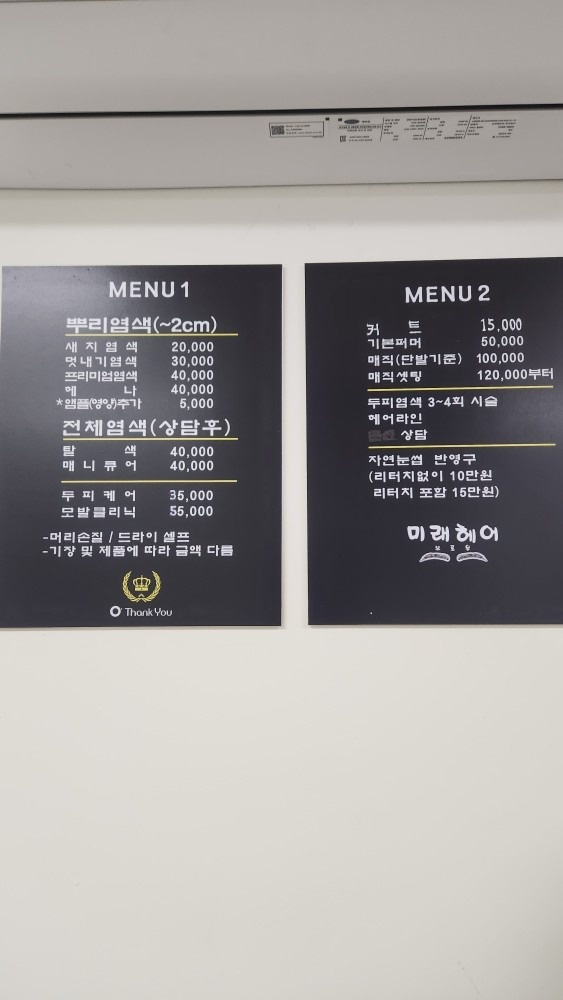 MENU 1
뿌리염색(~2cm)
새치염색 20,000
멋내기염색 30,000
프리미엄염색 40,000
헤나 40,000
*앰플(영양)추가 5,000
전체염색(상담후)
탈색 40,000
매니큐어 40,000
두피케어 35,000
모발클리닉 55,000
-머리손질 / 드라이 셀프
-기장 및 제품에 따라 금액 다름
Thank You
MENU 2
커트 15,000
기본퍼머 50,000
매직(단발기준) 100,000
매직셋팅 120,000부터
두피염색 3~4회 시술
헤어라인
상담
자연눈썹 반영구
(리터치없이 10만원
리터지 포함 15만원)
미래헤어